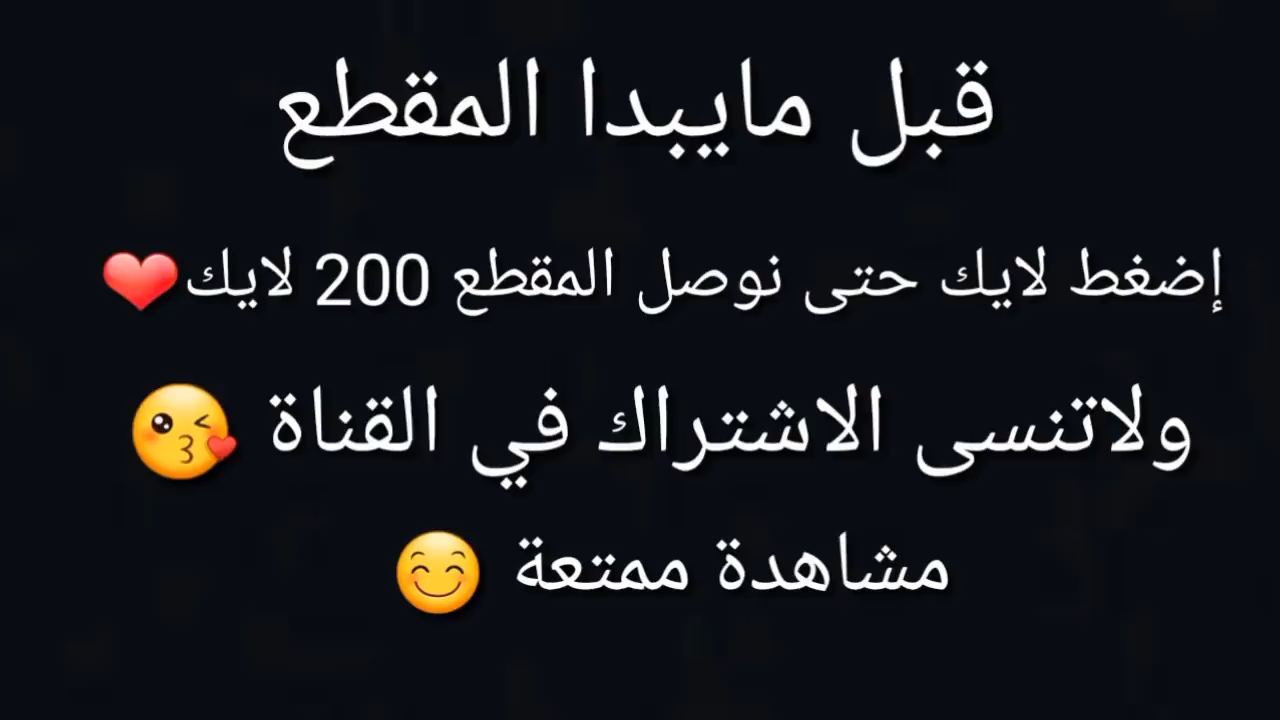 قبل مايبدا المقطع
إضغط لايك حتى نوصل المقطع 200 لايك❤️
ولاتنسى الاشتراك في القناة 😘
مشاهدة ممتعة 😊